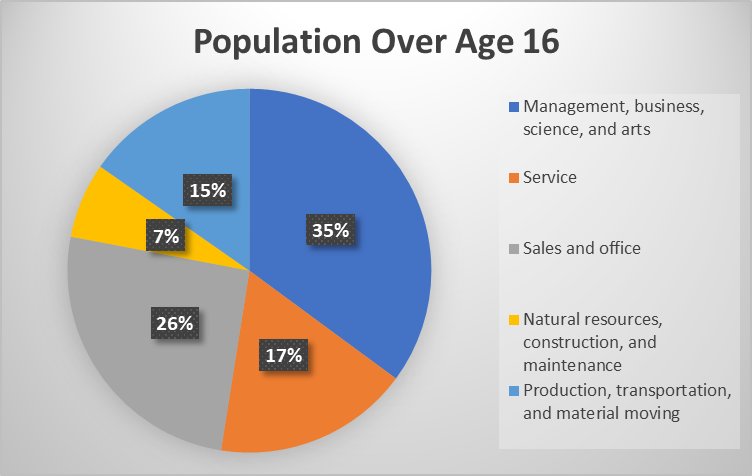 Population Over Age 16
35%
17%
26%
7%
15%
Management, business,
science, and arts
Service
Sales and office
Natural resources,
construction, and
maintenance
Production, transportation,
and material moving